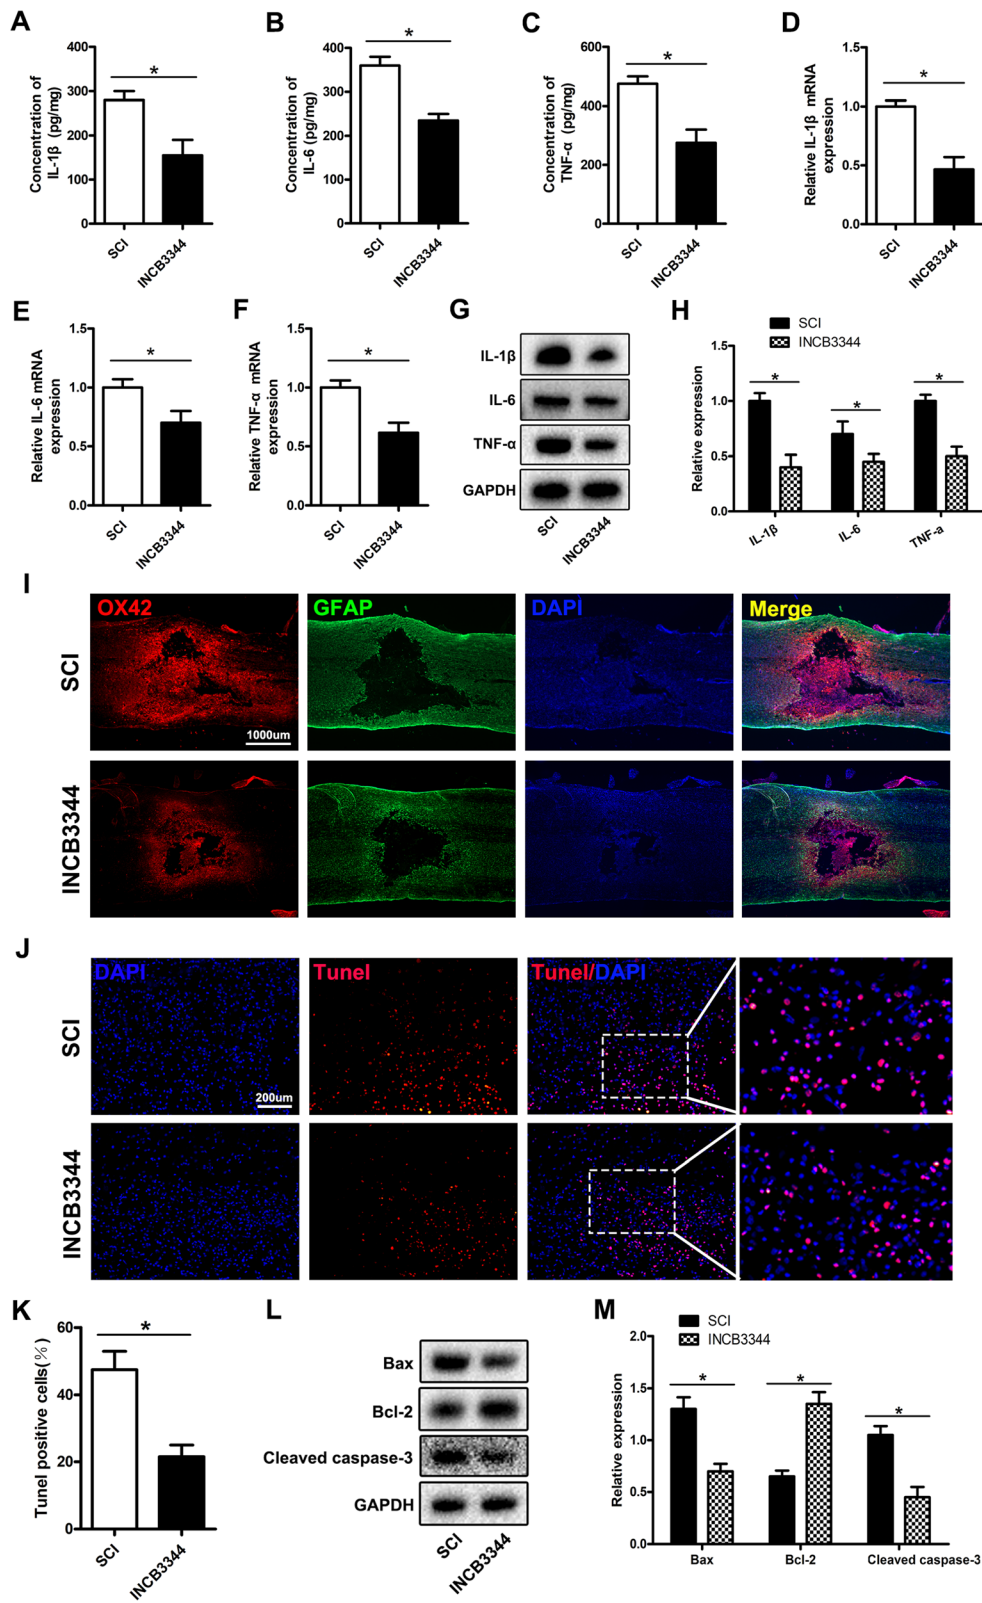 A
Concentration of
IL-1β (pg/mg)
400
300
200
100
0
*
SCI
INCB3344
B
Concentration of
IL-6 (pg/mg)
400
300
200
100
0
*
SCI
INCB3344
C
Concentration of
TNF-α (pg/mg)
600
400
200
0
*
SCI
INCB3344
D
Relative IL-1β mRNA
expression
1.5
1.0
0.5
0.0
*
SCI
INCB3344
E
Relative IL-6 mRNA
expression
1.5
1.0
0.5
0.0
*
SCI
INCB3344
F
Relative TNF-α mRNA
expression
1.5
1.0
0.5
0.0
*
SCI
INCB3344
G
IL-1β
IL-6
TNF-α
GAPDH
SCI
INCB3344
H
SCI
INCB3344
Relative expression
1.5
1.0
0.5
0.0
*
*
*
IL-1β
IL-6
TNF-a
I
OX42
GFAP
DAPI
Merge
SCI
1000um
INCB3344
J
DAPI
Tunel
Tunel/DAPI
SCI
200um
INCB3344
K
Tunel positive cells(%)
60
40
20
0
*
SCI
INCB3344
L
Bax
Bcl-2
Cleaved caspase-3
GAPDH
SCI
INCB3344
M
SCI
INCB3344
Relative expression
2.0
1.5
1.0
0.5
0.0
*
*
*
Bax
Bcl-2
Cleaved caspase-3